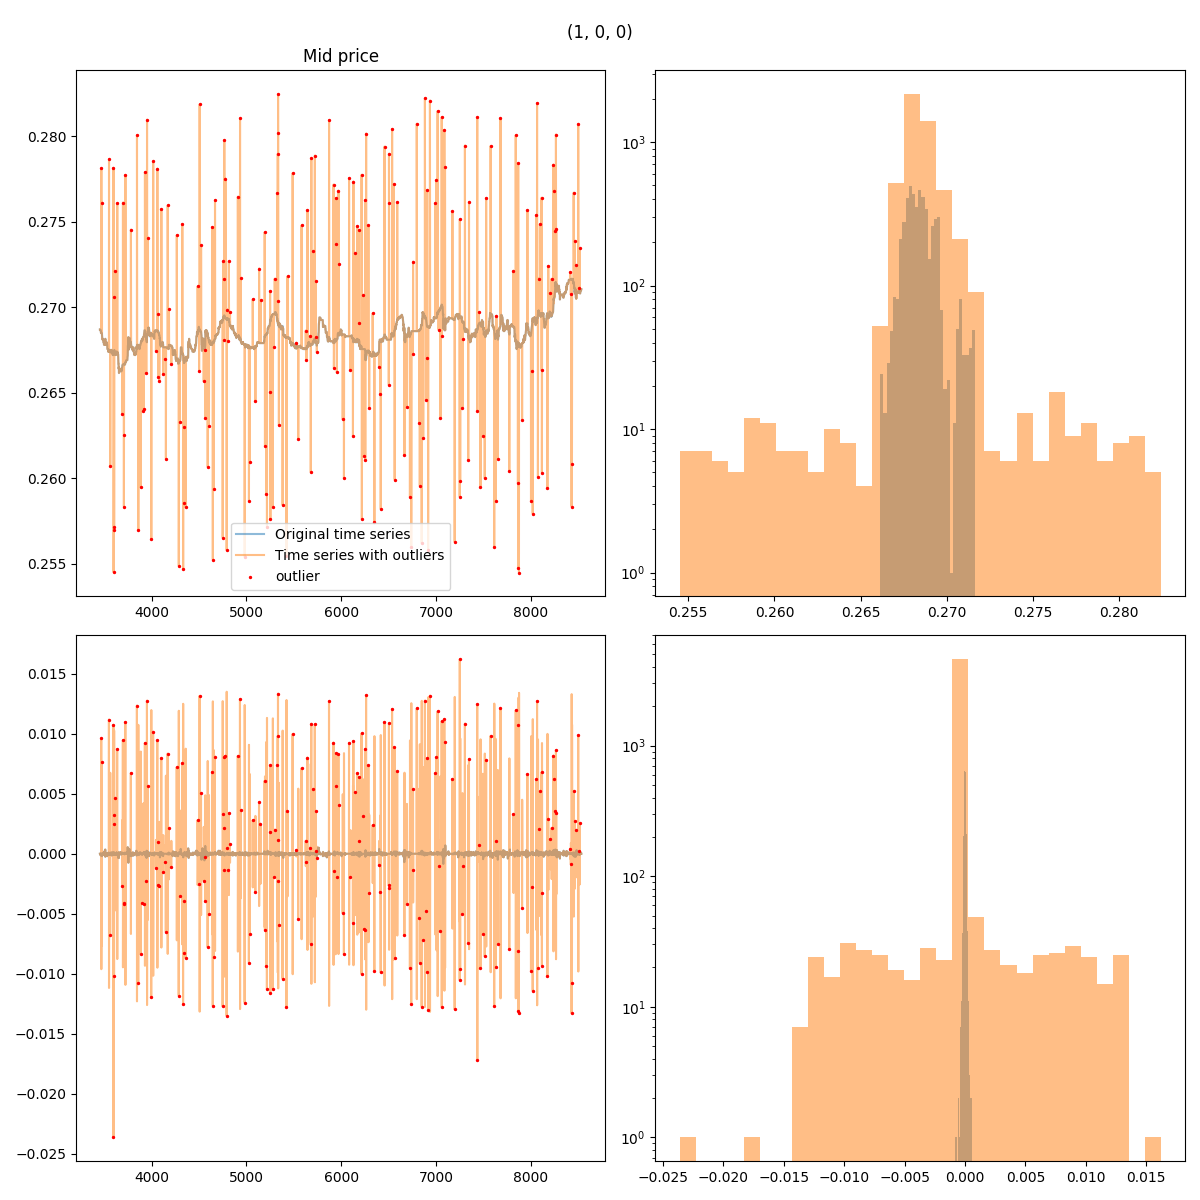 (1, 0, 0)
Mid price
0.280
0.275
0.270
0.265
0.260
0.255
Original time series
Time series with outliers
outlier
4000 5000 6000 7000 8000
10³
10²
10¹
10⁰
0.255 0.260 0.265 0.270 0.275 0.280
0.015
0.010
0.005
0.000
−0.005
−0.010
−0.015
−0.020
−0.025
4000 5000 6000 7000 8000
10³
10²
10¹
10⁰
−0.025 −0.020 −0.015 −0.010 −0.005 0.000 0.005 0.010 0.015